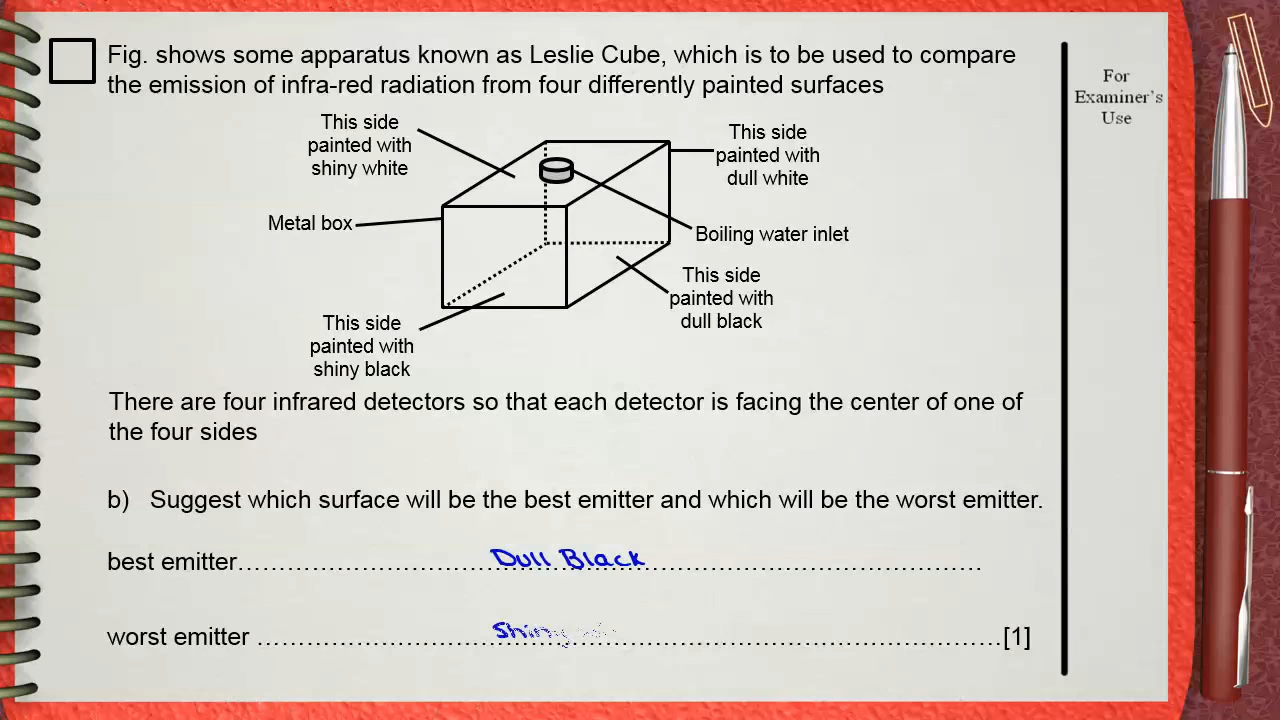 Fig. shows some apparatus known as Leslie Cube, which is to be used to compare
the emission of infra-red radiation from four differently painted surfaces
For
Examiner's
Use
This side
painted with
shiny white
This side
painted with
dull white
Metal box
Boiling water inlet
This side
painted with
dull black
This side
painted with
shiny black
There are four infrared detectors so that each detector is facing the center of one of
the four sides
b) Suggest which surface will be the best emitter and which will be the worst emitter.
best emitter.......... Dull Black ..........
worst emitter .......... Shiny ..........[1]